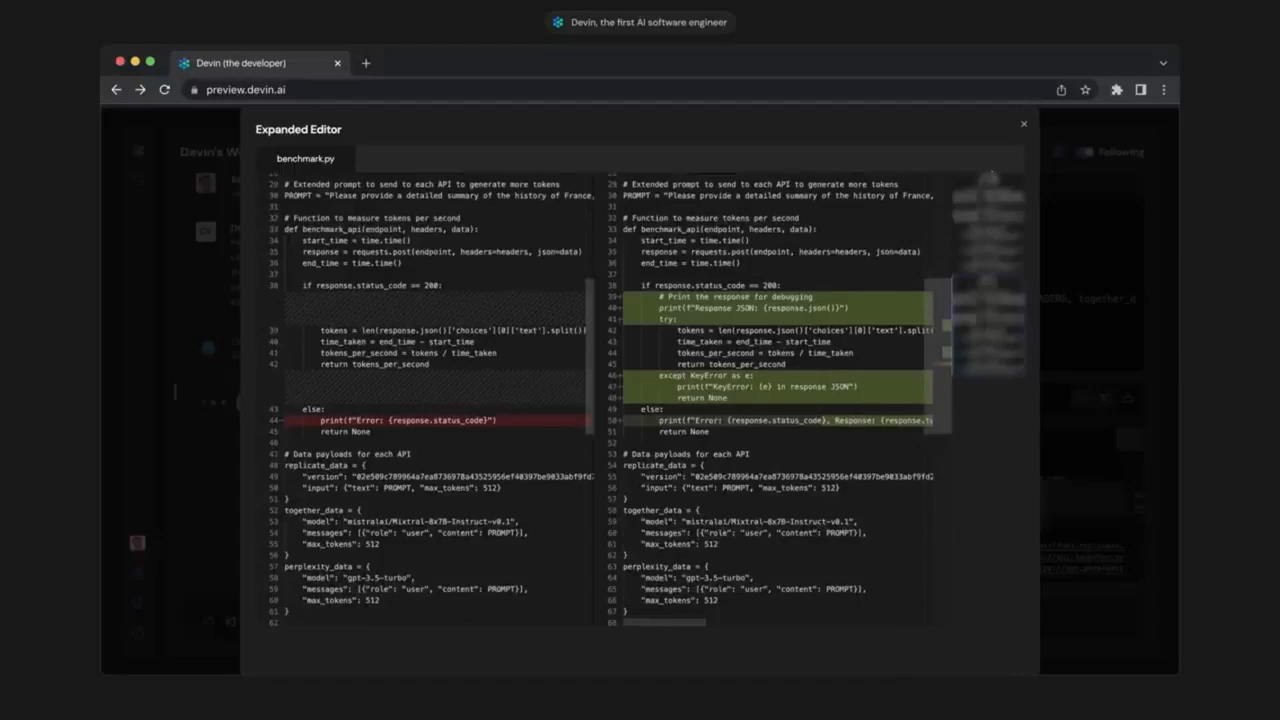 Devin, the first AI software engineer
Devin (the developer)
preview.devin.ai
Expanded Editor
Devin's W
Following
benchmark.py
29 # Extended prompt to send to each API to generate more tokens
30 PROMPT = "Please provide a detailed summary of the history of France,
31
32 # Function to measure tokens per second
33 def benchmark_api(endpoint, headers, data):
34 start_time = time.time()
35 response = requests.post(endpoint, headers=headers, json=data)
36 end_time = time.time()
37
38 if response.status_code == 200:
39 tokens = len(response.json()['choices'][0]['text'].split())
40 time_taken = end_time - start_time
41 tokens_per_second = tokens / time_taken
42 return tokens_per_second
43 else:
44- print(f"Error: {response.status_code}")
45 return None
46
47 # Data payloads for each API
48 replicate_data = {
49 "version":
50 "input": {"text": PROMPT, "max_tokens": 512}
51 }
52 together_data = {
53 "model": "mistralai/Mixtral-8x7B-Instruct-v0.1",
54 "messages": [{"role": "user", "content": PROMPT}],
55 "max_tokens": 512
56 }
57 perplexity_data = {
58 "model": "gpt-3.5-turbo",
59 "messages": [{"role": "user", "content": PROMPT}],
60 "max_tokens": 512
61 }
62
29 # Extended prompt to send to each API to generate more tokens
30 PROMPT = "Please provide a detailed summary of the history of France,
31
32 # Function to measure tokens per second
33 def benchmark_api(endpoint, headers, data):
34 start_time = time.time()
35 response = requests.post(endpoint, headers=headers, json=data)
36 end_time = time.time()
37
38 if response.status_code == 200:
39+ # Print the response for debugging
40+ print(f"Response JSON: {response.json()}")
41+ try:
42 tokens = len(response.json()['choices'][0]['text'].split(
43 time_taken = end_time - start_time
44 tokens_per_second = tokens / time_taken
45 return tokens_per_second
46+ except KeyError as e:
47+ print(f"KeyError: {e} in response JSON")
48+ return None
49 else:
50+ print(f"Error: {response.status_code}, Response: {response.t
51 return None
52
53 # Data payloads for each API
54 replicate_data = {
55 "version":
56 "input": {"text": PROMPT, "max_tokens": 512}
57 }
58 together_data = {
59 "model": "mistralai/Mixtral-8x7B-Instruct-v0.1",
60 "messages": [{"role": "user", "content": PROMPT}],
61 "max_tokens": 512
62 }
63 perplexity_data = {
64 "model": "gpt-3.5-turbo",
65 "messages": [{"role": "user", "content": PROMPT}],
66 "max_tokens": 512
67 }
68